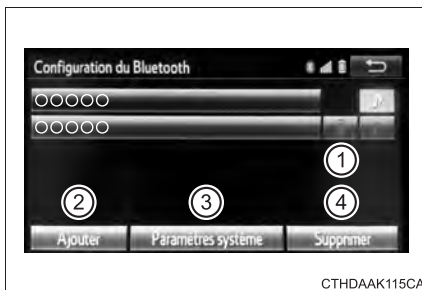 Configuration du Bluetooth
OOOOO
OOOOO
1
2 3 4
Ajouter Paramètres système Supprimer
CTHDAAK115CA